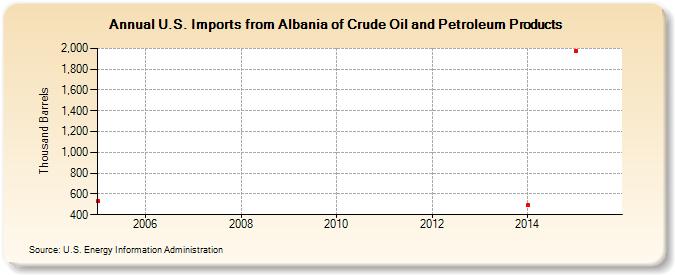 Annual U.S. Imports from Albania of Crude Oil and Petroleum Products
Thousand Barrels
2,000
1,800
1,600
1,400
1,200
1,000
800
600
400
2006 2008 2010 2012 2014
Source: U.S. Energy Information Administration